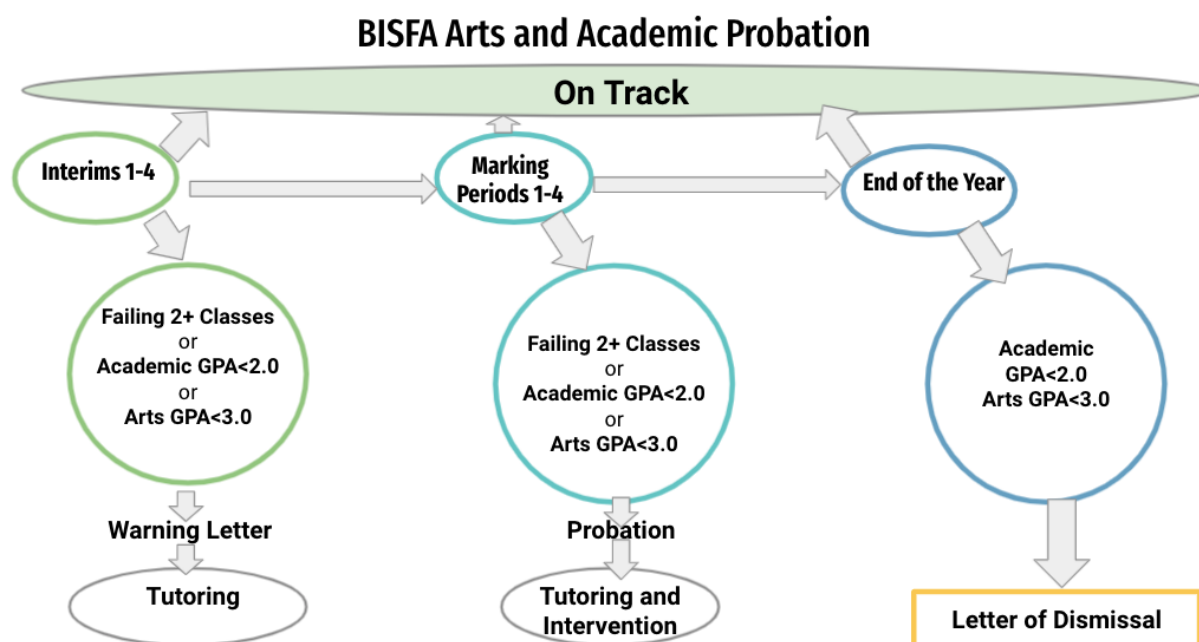 BISFA Arts and Academic Probation
On Track
Interims 1-4
Marking
Periods 1-4
End of the Year
Failing 2+ Classes
or
Academic GPA<2.0
or
Arts GPA<3.0
Failing 2+ Classes
or
Academic GPA<2.0
or
Arts GPA<3.0
Academic
GPA<2.0
Arts GPA<3.0
Warning Letter
Probation
Tutoring
Tutoring and
Intervention
Letter of Dismissal